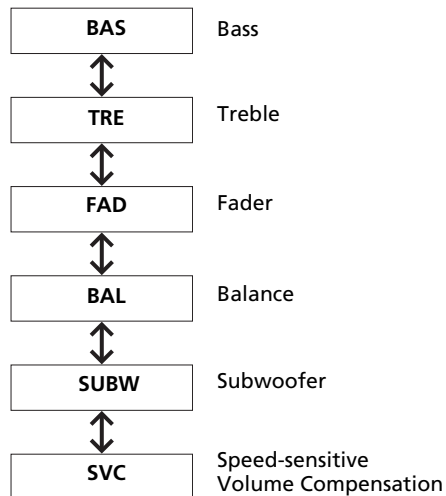 BAS Bass
TRE Treble
FAD Fader
BAL Balance
SUBW Subwoofer
SVC Speed-sensitive
Volume Compensation